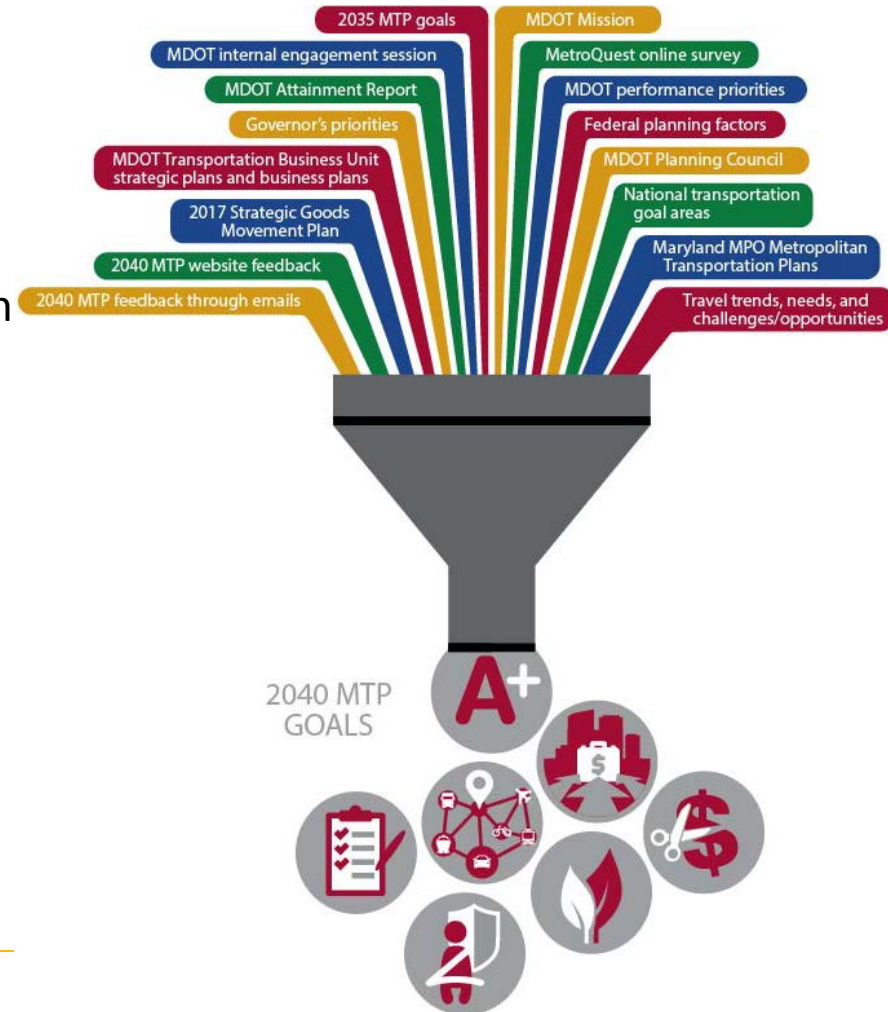 2035 MTP goals
MDOT internal engagement session
MDOT Attainment Report
Governor's priorities
MDOT Transportation Business Unit
strategic plans and business plans
2017 Strategic Goods
Movement Plan
2040 MTP website feedback
2040 MTP feedback through emails
MDOT Mission
MetroQuest online survey
MDOT performance priorities
Federal planning factors
MDOT Planning Council
National transportation
goal areas
Maryland MPO Metropolitan
Transportation Plans
Travel trends, needs, and
challenges/opportunities
2040 MTP
GOALS
A+
$
$